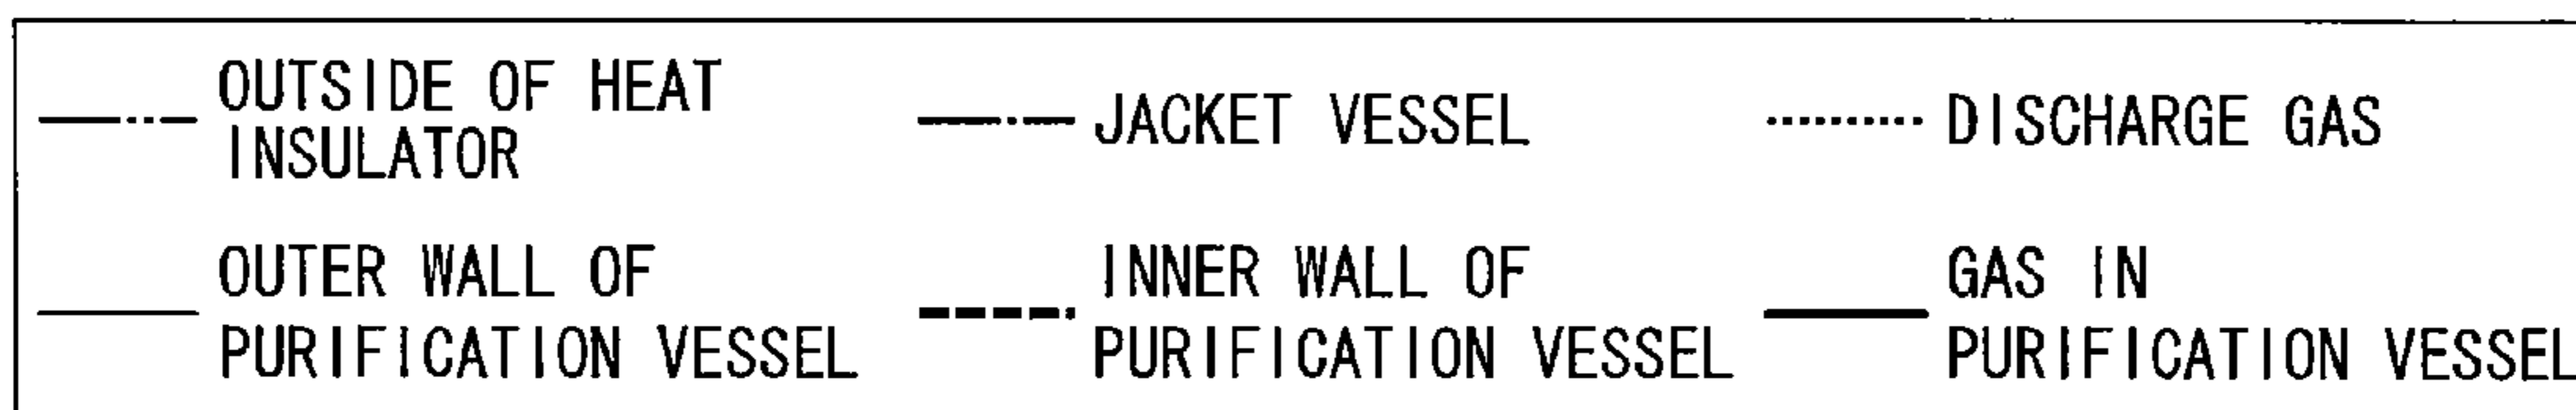 OUTSIDE OF HEAT
INSULATOR
JACKET VESSEL
DISCHARGE GAS
OUTER WALL OF
PURIFICATION VESSEL
INNER WALL OF
PURIFICATION VESSEL
GAS IN
PURIFICATION VESSEL